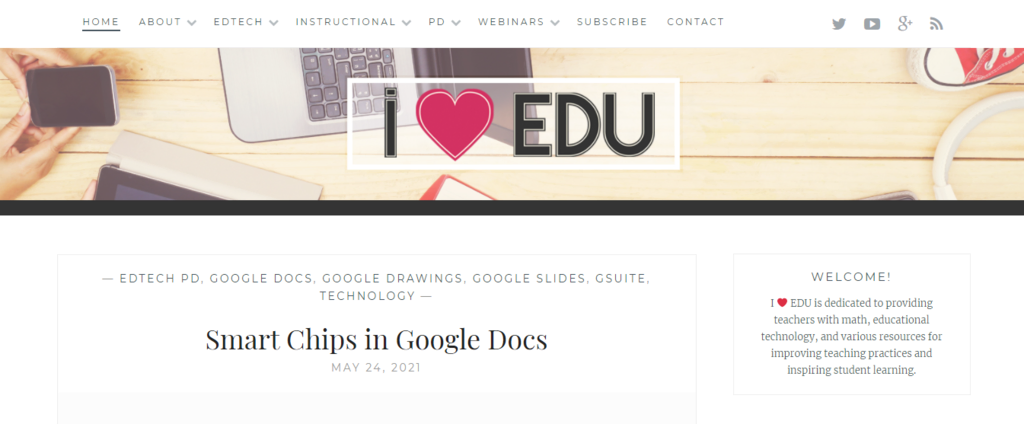 HOME ABOUT EDTECH INSTRUCTIONAL PD WEBINARS SUBSCRIBE CONTACT
i ❤ EDU
— EDTECH PD, GOOGLE DOCS, GOOGLE DRAWINGS, GOOGLE SLIDES, GSUITE,
TECHNOLOGY —
Smart Chips in Google Docs
MAY 24, 2021
WELCOME!
I ❤ EDU is dedicated to providing
teachers with math, educational
technology, and various resources for
improving teaching practices and
inspiring student learning.